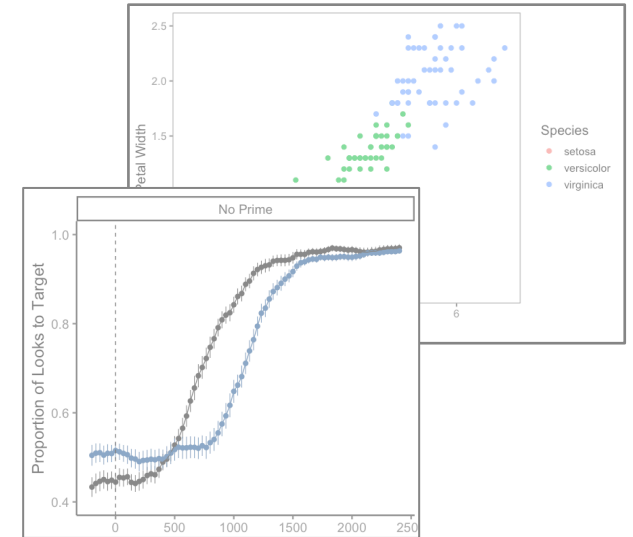 2.5
2.0
1.5
Petal Width
Species
setosa
versicolor
virginica
6
No Prime
1.0
0.8
0.6
0.4
Proportion of Looks to Target
0 500 1000 1500 2000 250